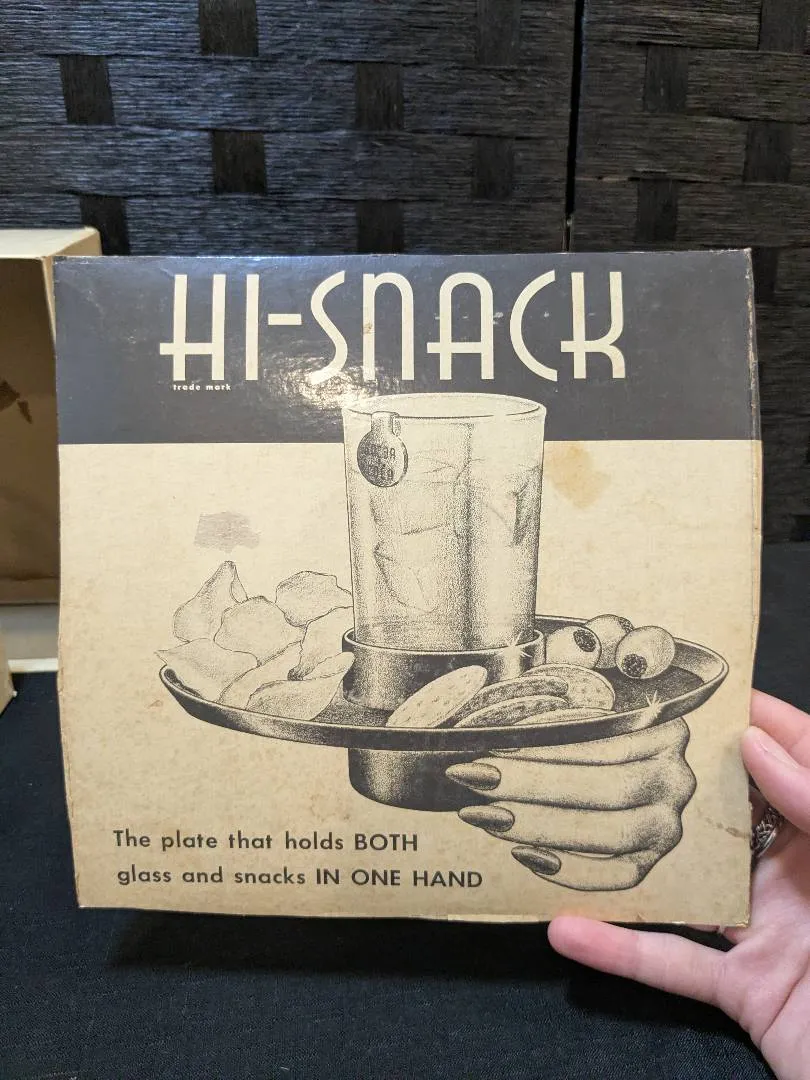 HI-SNACK
trade mark
The plate that holds BOTH
glass and snacks IN ONE HAND